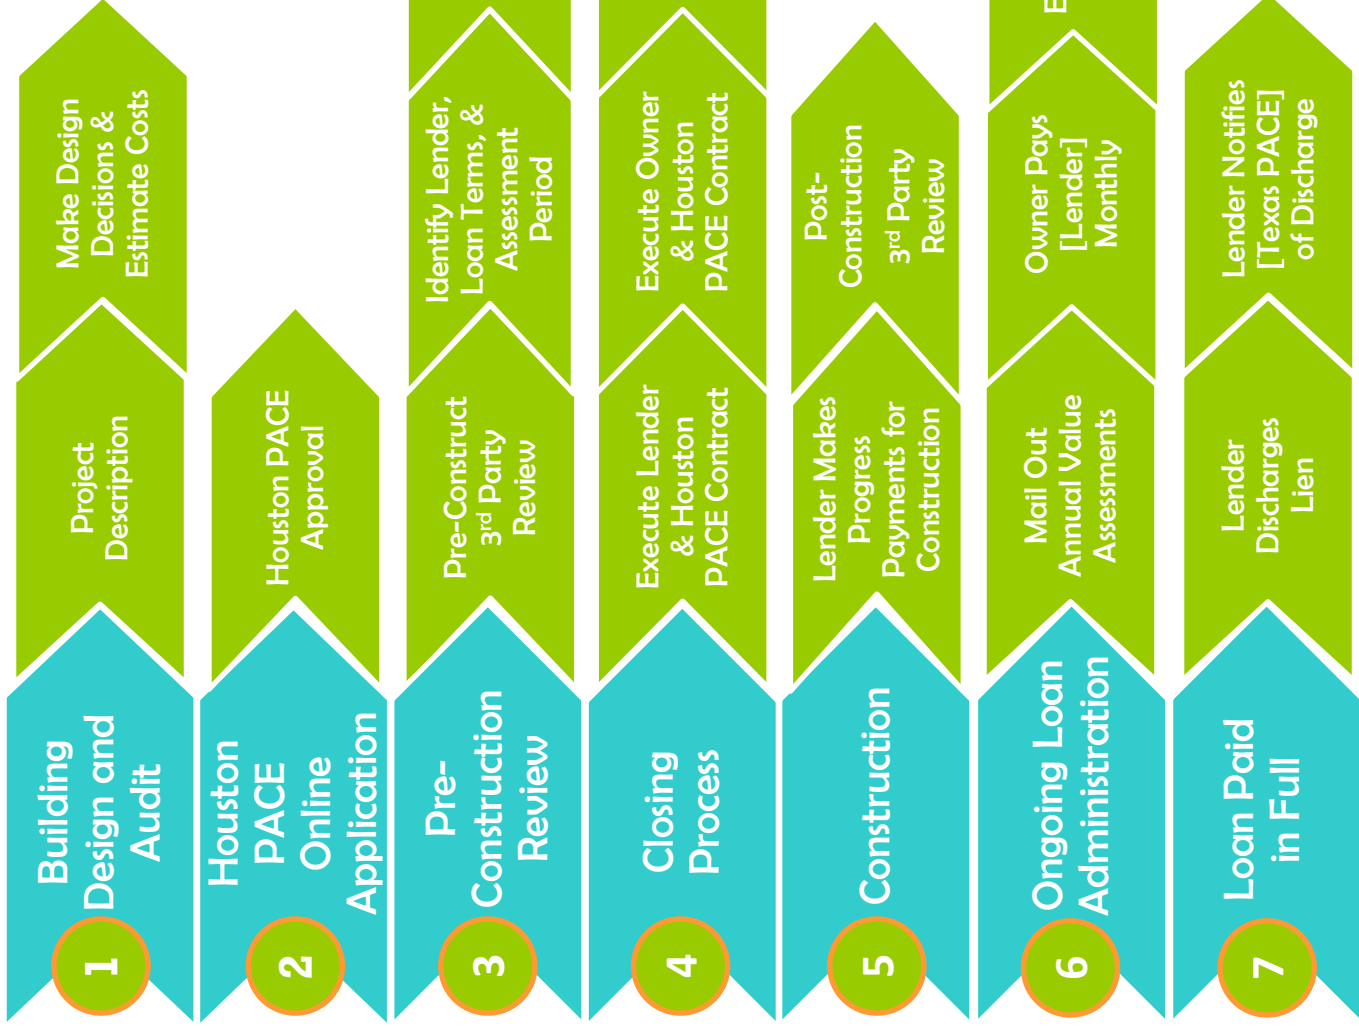 1
Building
Design and
Audit
Project
Description
Make Design
Decisions &
Estimate Costs
2
Houston
PACE
Online
Application
Houston PACE
Approval
3
Pre-
Construction
Review
Pre-Construct
3rd Party
Review
Identify Lender,
Loan Terms, &
Assessment
Period
4
Closing
Process
Execute Lender
& Houston
PACE Contract
Execute Owner
& Houston
PACE Contract
5
Construction
Lender Makes
Progress
Payments for
Construction
Post-
Construction
3rd Party
Review
6
Ongoing Loan
Administration
Mail Out
Annual Value
Assessments
Owner Pays
[Lender]
Monthly
7
Loan Paid
in Full
Lender
Discharges
Lien
Lender Notifies
[Texas PACE]
of Discharge